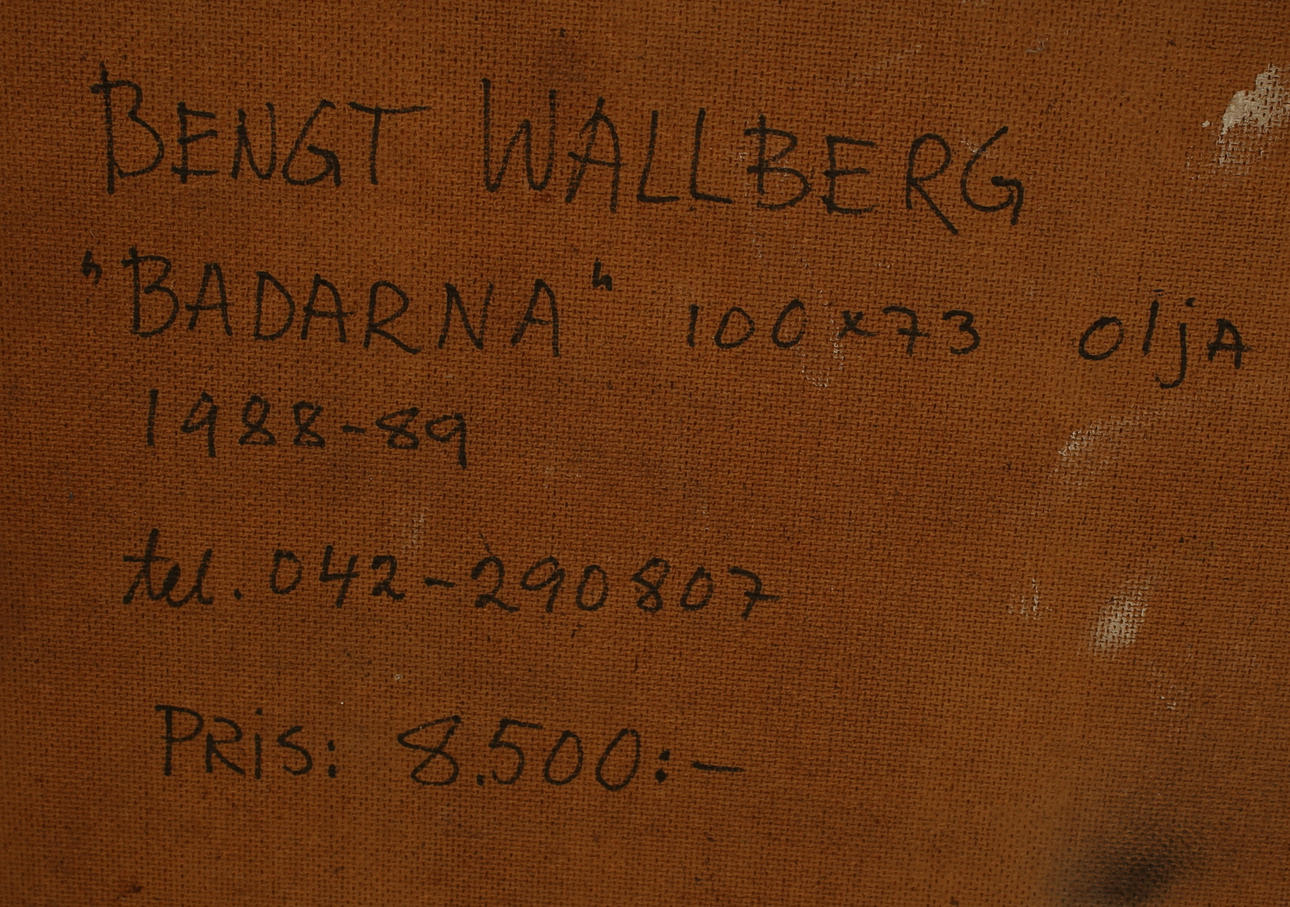 BENGT WALLBERG
"BADARNA" 100x73 oljA
1988-89
tel. 042-290807
PRiS: 8.500:-